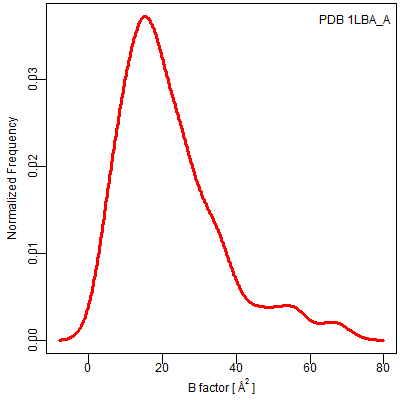 PDB 1LBA_A
Normalized Frequency
0.03
0.02
0.01
0.00
0 20 40 60 80
B factor [ Å² ]